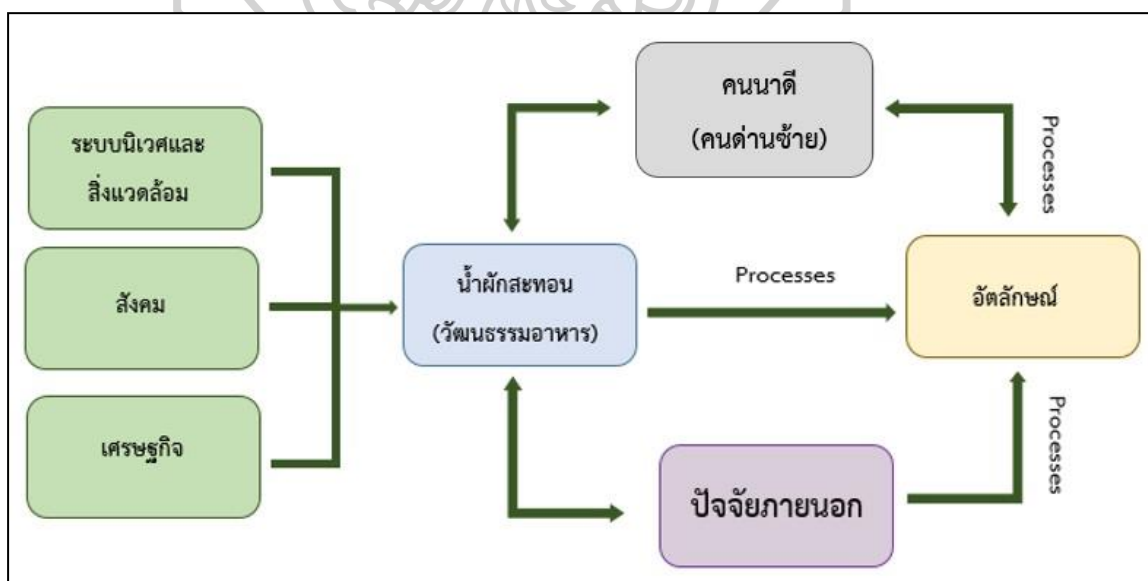 คนนาดี
(คนด่านซ้าย)
ระบบนิเวศและ
สิ่งแวดล้อม
Processes
สังคม
น้ำผักสะทอน
(วัฒนธรรมอาหาร)
Processes
อัตลักษณ์
เศรษฐกิจ
ปัจจัยภายนอก
Processes